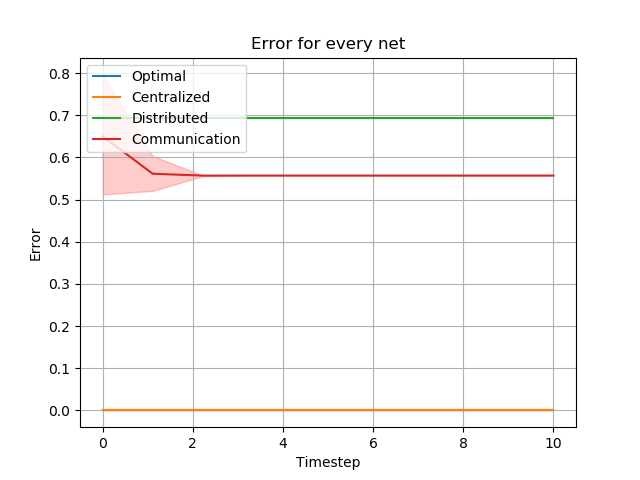 Error for every net
Optimal
Centralized
Distributed
Communication
0.8
0.7
0.6
0.5
0.4
0.3
0.2
0.1
0.0
Error
0 2 4 6 8 10
Timestep